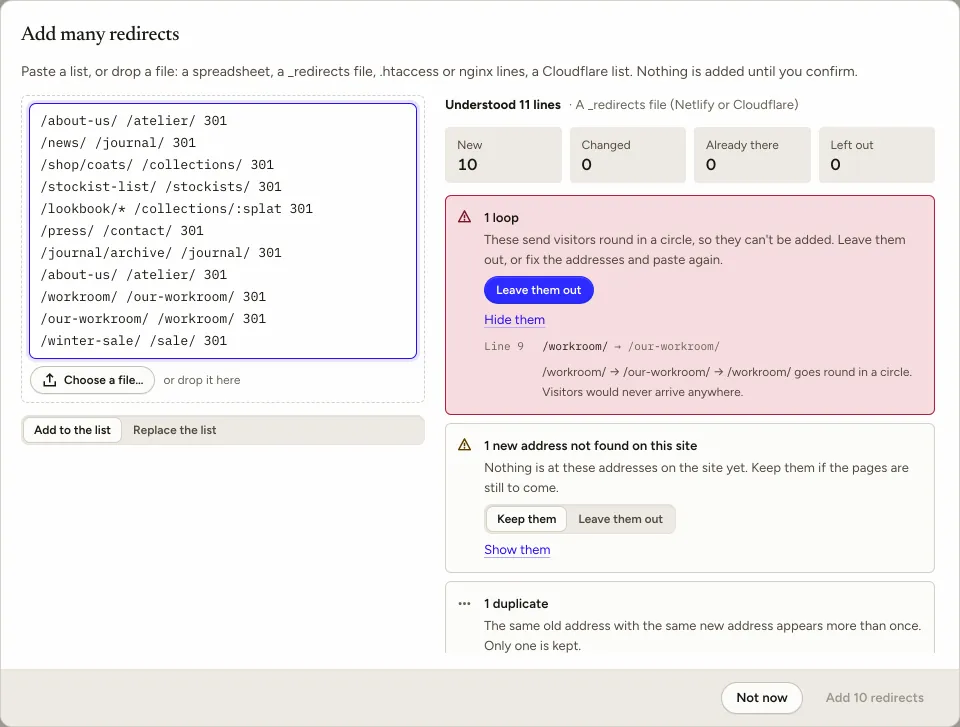 Add many redirects
Paste a list, or drop a file: a spreadsheet, a _redirects file, .htaccess or nginx lines, a Cloudflare list. Nothing is added until you confirm.
/about-us/ /atelier/ 301
/news/ /journal/ 301
/shop/coats/ /collections/ 301
/stockist-list/ /stockists/ 301
/lookbook/* /collections/:splat 301
/press/ /contact/ 301
/journal/archive/ /journal/ 301
/about-us/ /atelier/ 301
/workroom/ /our-workroom/ 301
/our-workroom/ /workroom/ 301
/winter-sale/ /sale/ 301
Choose a file... or drop it here
Add to the list Replace the list
Understood 11 lines · A _redirects file (Netlify or Cloudflare)
New Changed Already there Left out
10 0 0 0
1 loop
These send visitors round in a circle, so they can't be added. Leave them
out, or fix the addresses and paste again.
Leave them out
Hide them
Line 9 /workroom/ → /our-workroom/
/workroom/ → /our-workroom/ → /workroom/ goes round in a circle.
Visitors would never arrive anywhere.
1 new address not found on this site
Nothing is at these addresses on the site yet. Keep them if the pages are
still to come.
Keep them Leave them out
Show them
1 duplicate
The same old address with the same new address appears more than once.
Only one is kept.
Not now Add 10 redirects